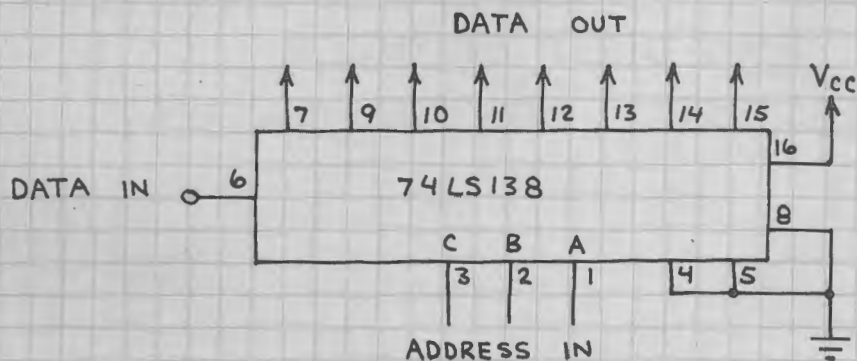 DATA OUT
7 9 10 11 12 13 14 15
Vcc
16
DATA IN 6
74LS138
8
C B A
3 2 1 4 5
ADDRESS IN